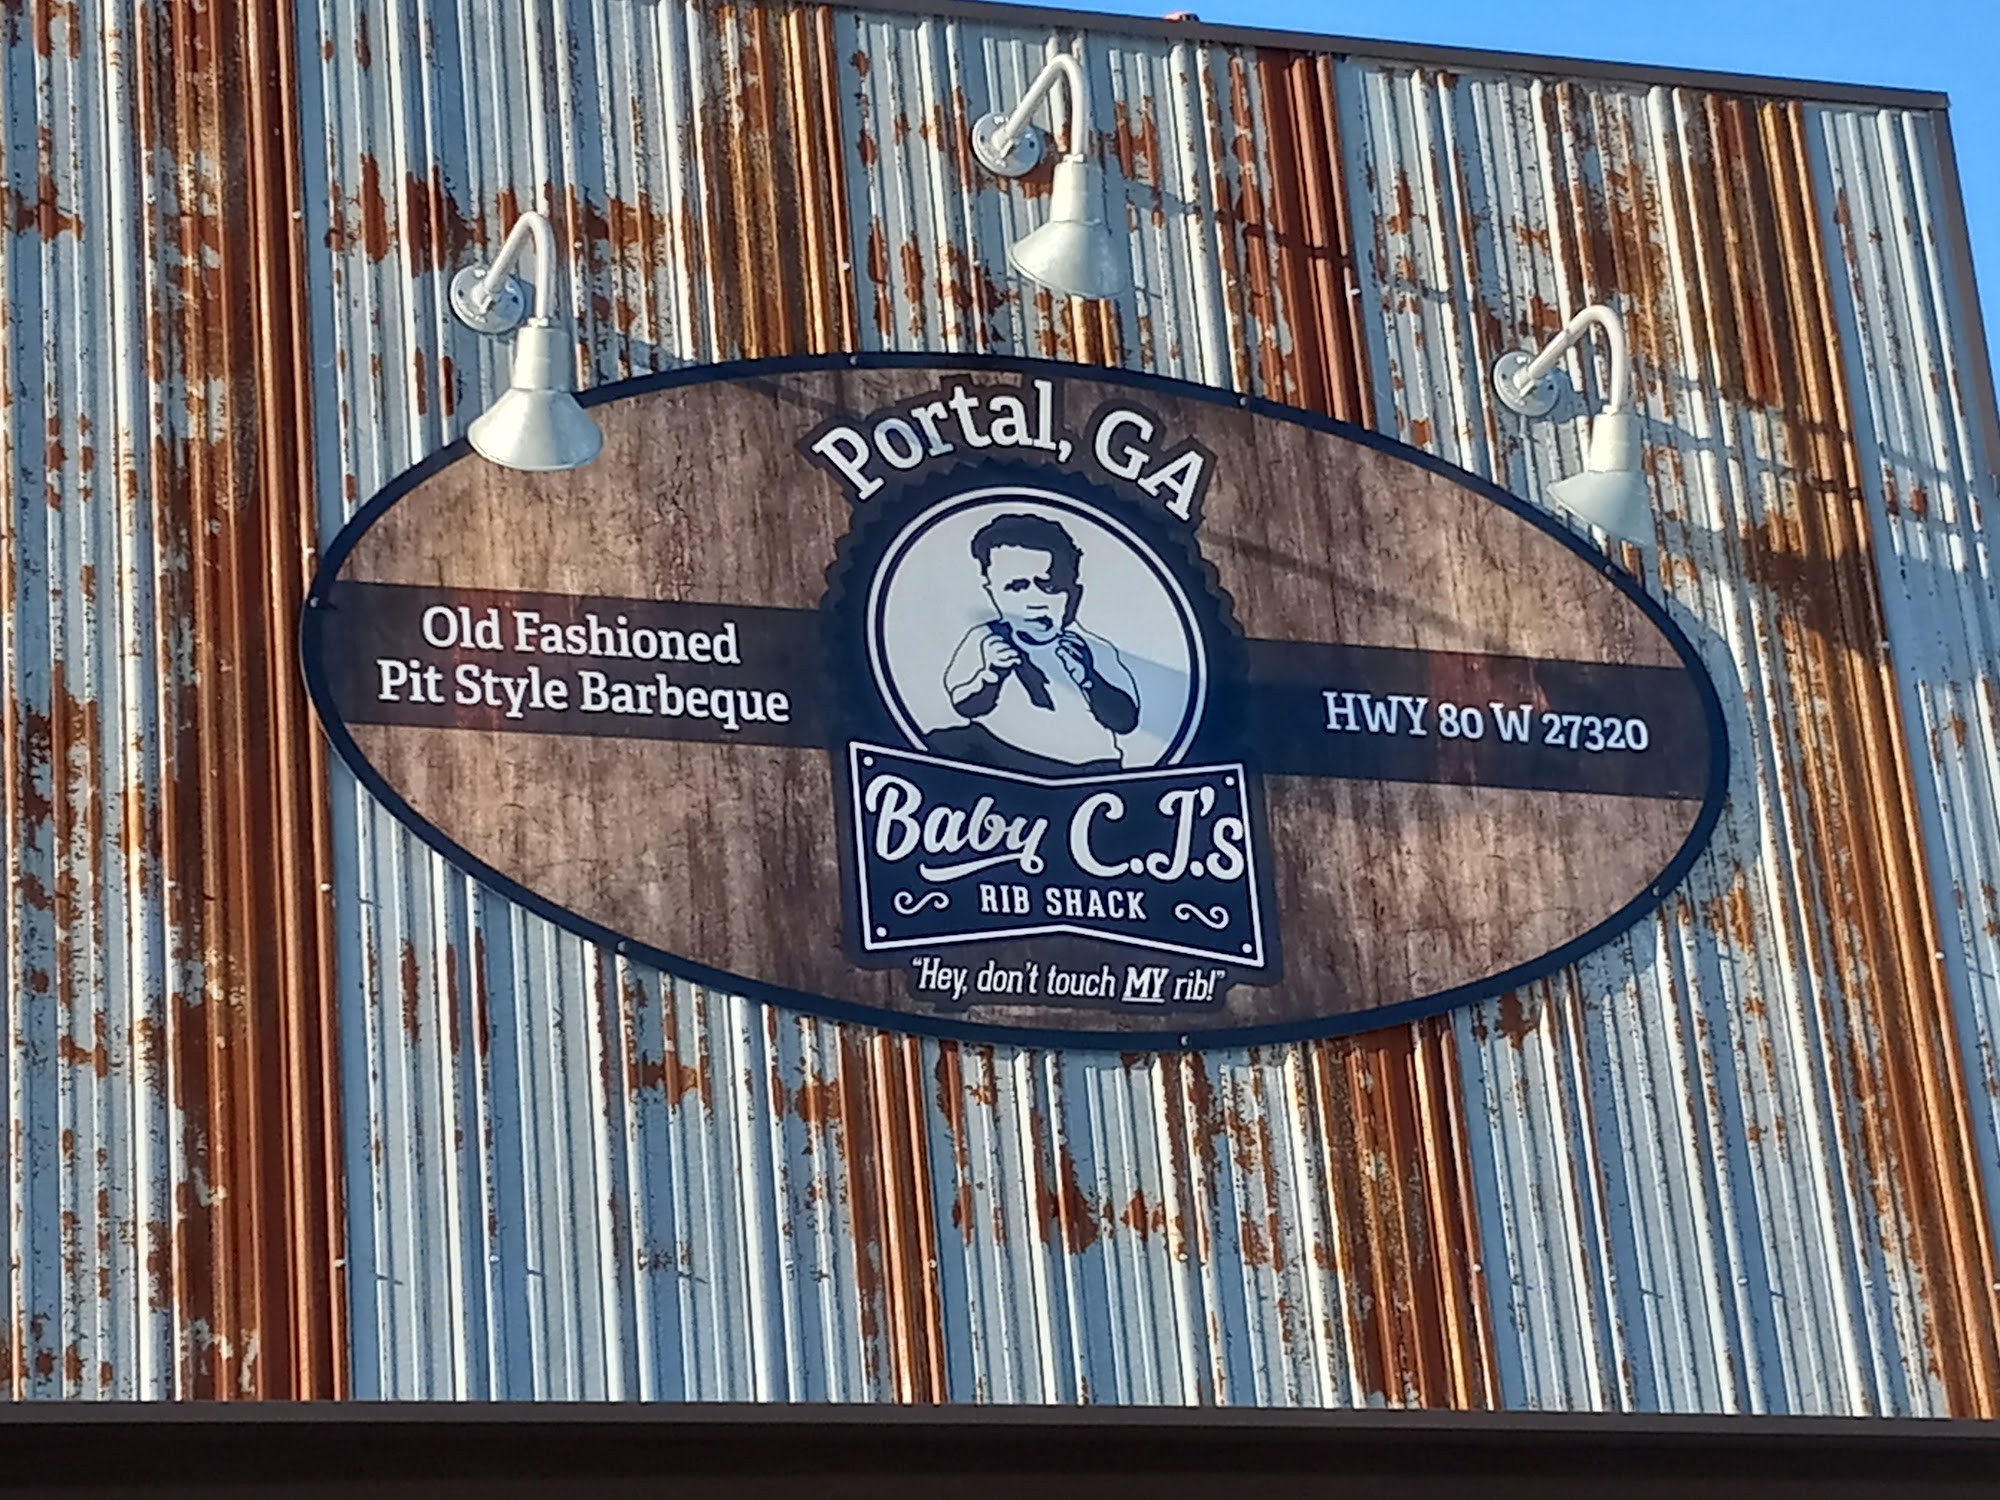 Portal, GA
Old Fashioned
Pit Style Barbeque
HWY 80 W 27320
Baby C.J.'s
RIB SHACK
"Hey, don't touch MY rib!"